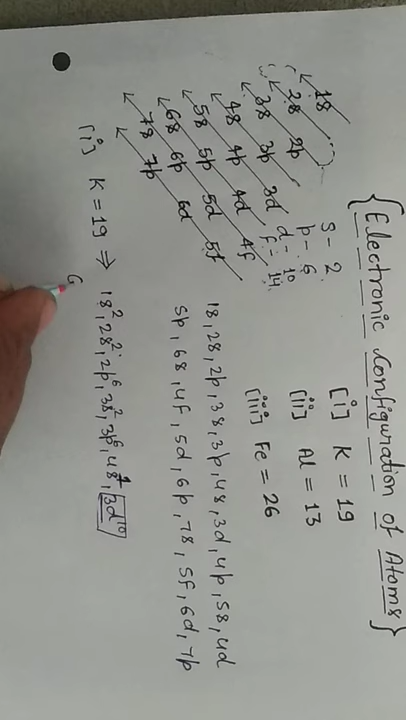 {Electronic Configuration of Atoms}
1s
2s 2p
3s 3p 3d
4s 4p 4d 4f
5s 5p 5d 5f
6s 6p 6d
7s 7p
s - 2
p - 6
d - 10
f = 14
[i] K = 19
[ii] Al = 13
[iii] Fe = 26
1s, 2s, 2p, 3s, 3p, 4s, 3d, 4p, 5s, 4d
5p, 6s, 4f, 5d, 6p, 7s, 5f, 6d, 7p
[i] K = 19 ⇒ 1s², 2s², 2p⁶, 3s², 3p⁶, 4s¹, 3d¹⁰